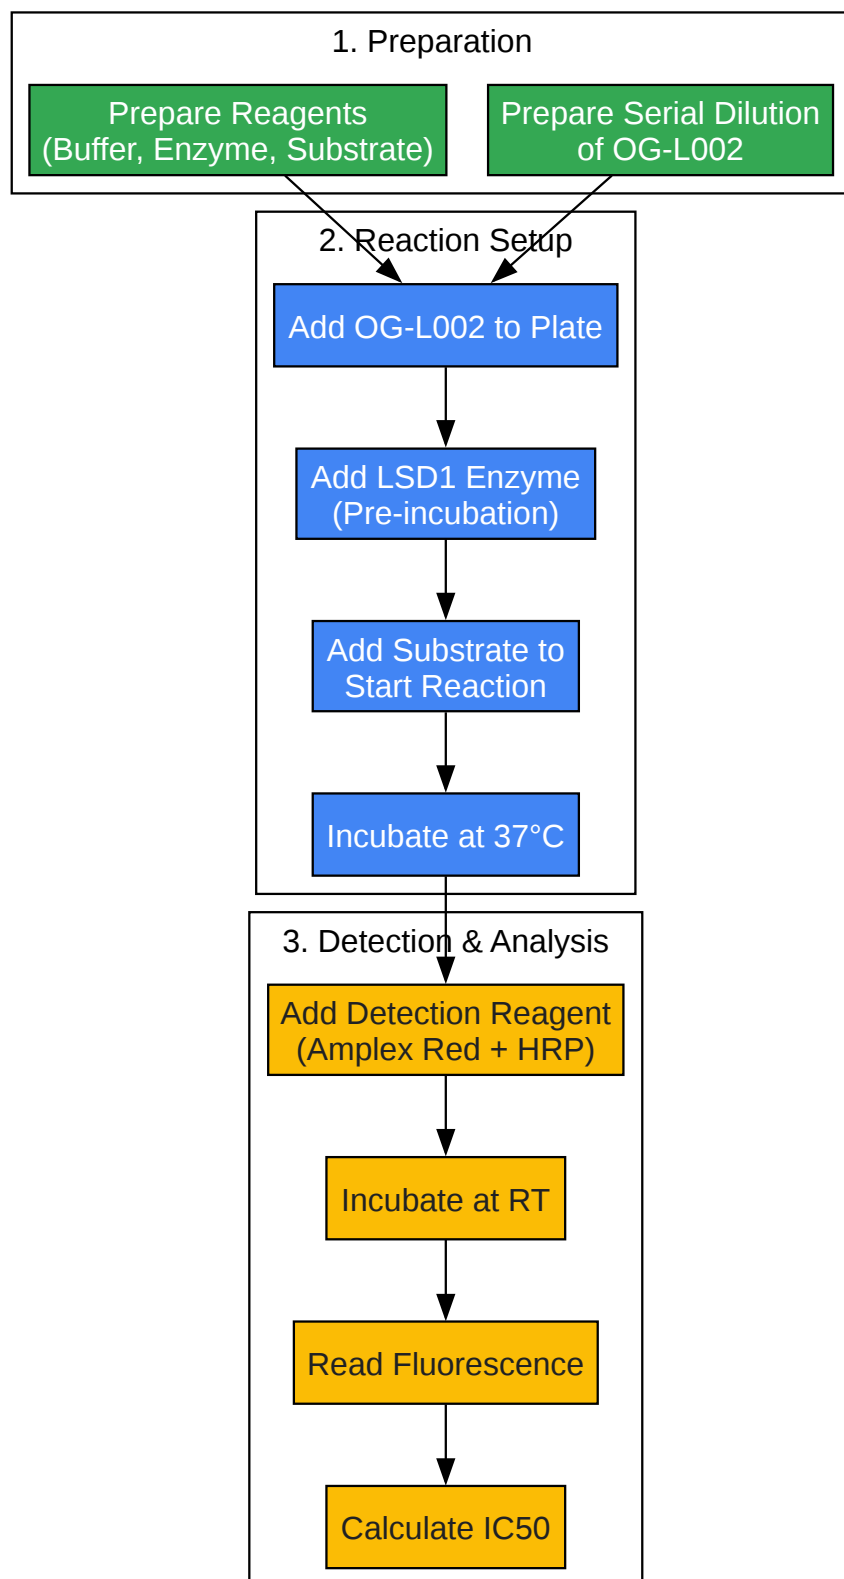 1. Preparation
Prepare Reagents
(Buffer, Enzyme, Substrate)
Prepare Serial Dilution
of OG-L002
2. Reaction Setup
Add OG-L002 to Plate
Add LSD1 Enzyme
(Pre-incubation)
Add Substrate to
Start Reaction
Incubate at 37°C
3. Detection & Analysis
Add Detection Reagent
(Amplex Red + HRP)
Incubate at RT
Read Fluorescence
Calculate IC50